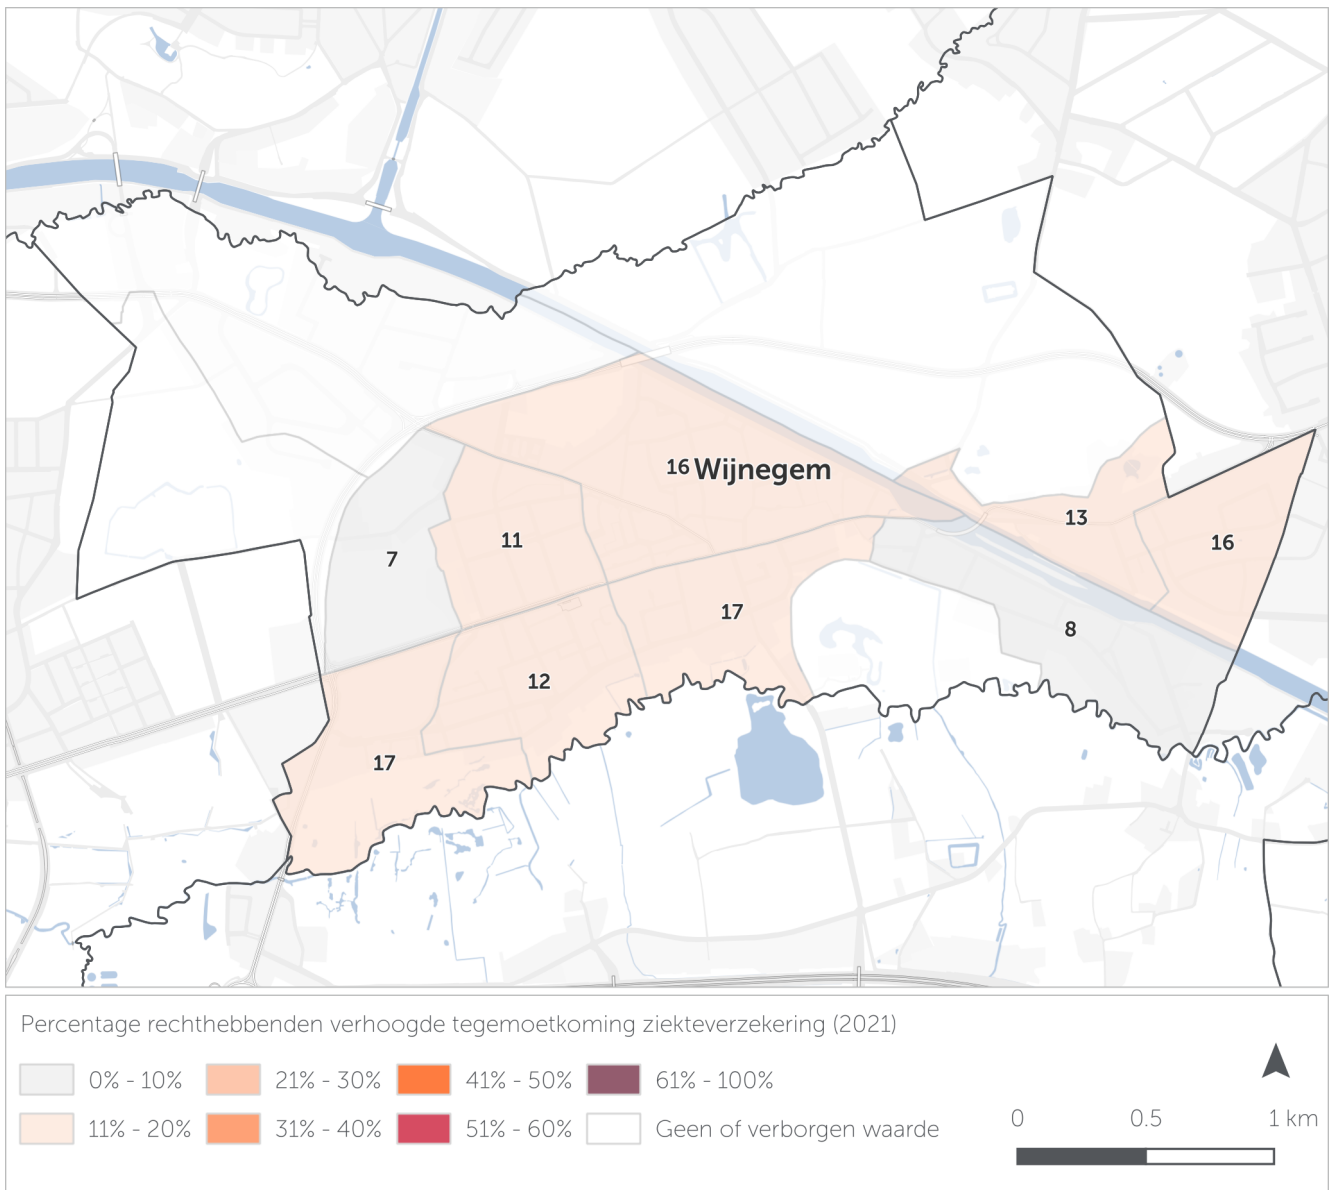 16 Wijnegem
13
11
16
7
17
8
12
17
Percentage rechthebbenden verhoogde tegemoetkoming ziekteverzekering (2021)
0% - 10% 21% - 30% 41% - 50% 61% - 100%
11% - 20% 31% - 40% 51% - 60% Geen of verborgen waarde
0 0.5 1 km